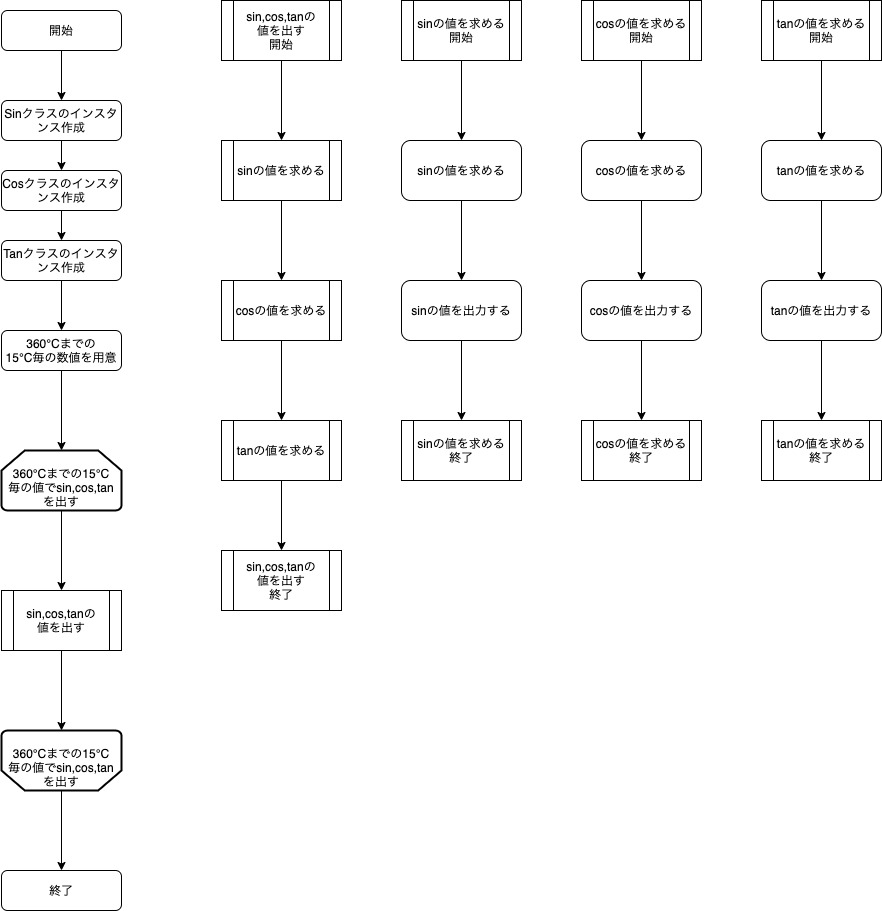 開始
Sinクラスのインスタ
ンス作成
Cosクラスのインスタ
ンス作成
Tanクラスのインスタ
ンス作成
360°Cまでの
15°C毎の数値を用意
360°Cまでの15°C
毎の値でsin,cos,tan
を出す
sin,cos,tanの
値を出す
360°Cまでの15°C
毎の値でsin,cos,tan
を出す
終了
sin,cos,tanの
値を出す
開始
sinの値を求める
cosの値を求める
tanの値を求める
sin,cos,tanの
値を出す
終了
sinの値を求める
開始
sinの値を求める
sinの値を出力する
sinの値を求める
終了
cosの値を求める
開始
cosの値を求める
cosの値を出力する
cosの値を求める
終了
tanの値を求める
開始
tanの値を求める
tanの値を出力する
tanの値を求める
終了